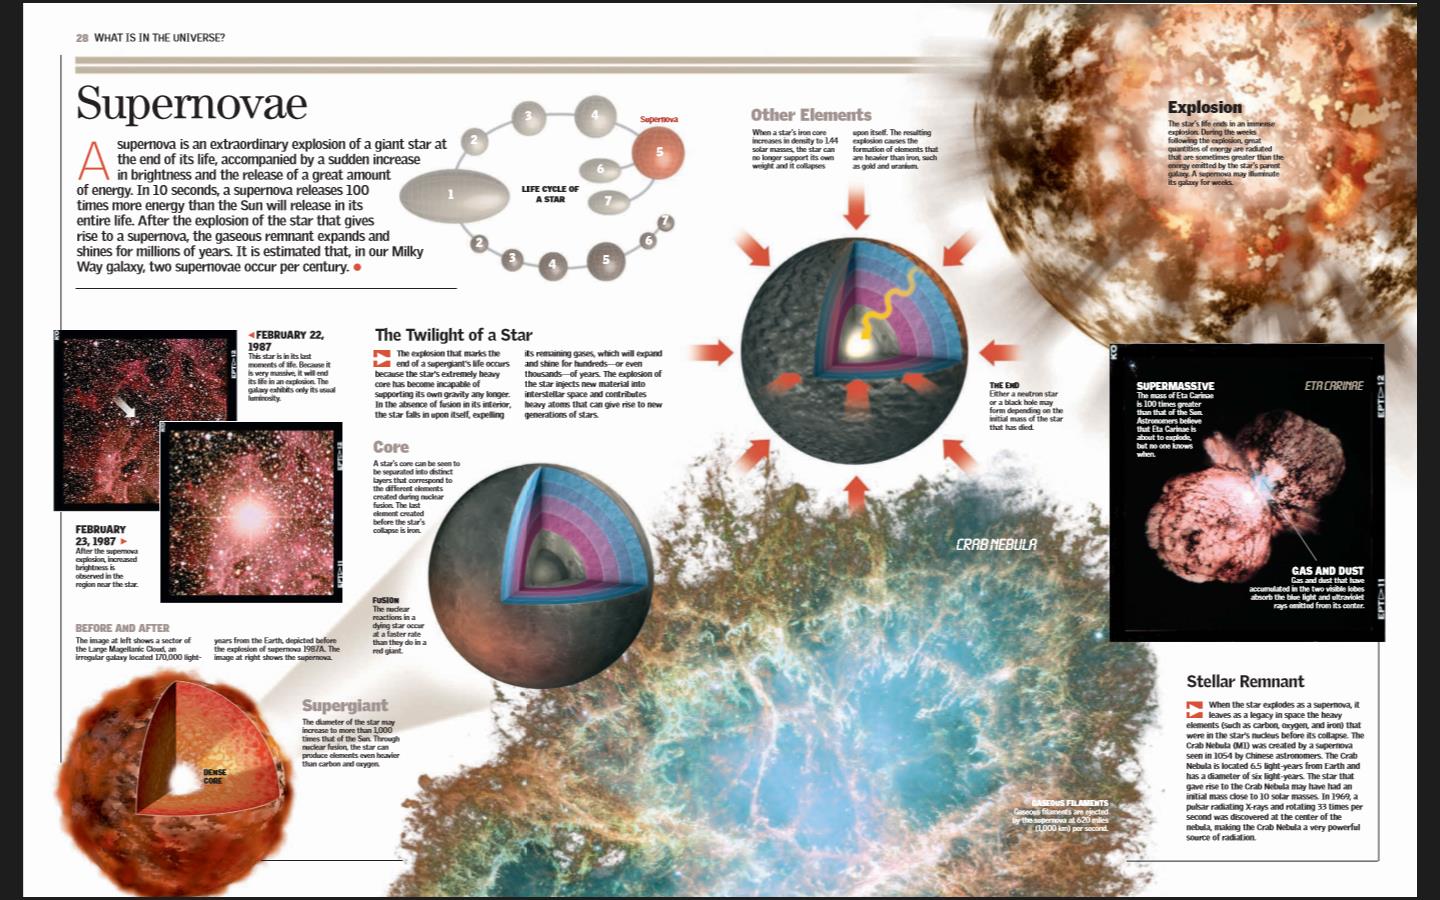 28 WHAT IS IN THE UNIVERSE?
Supernovae
A supernova is an extraordinary explosion of a giant star at
the end of its life, accompanied by a sudden increase
in brightness and the release of a great amount
of energy. In 10 seconds, a supernova releases 100
times more energy than the Sun will release in its
entire life. After the explosion of the star that gives
rise to a supernova, the gaseous remnant expands and
shines for millions of years. It is estimated that, in our Milky
Way galaxy, two supernovae occur per century.
1
2
3
4
Supernova
5
6
7
LIFE CYCLE OF
A STAR
2
3
4
5
6
7
Other Elements
When a star's iron core
increases in density to 1.44
solar masses, the star can
no longer support its own
weight and it collapses
upon itself. The resulting
explosion causes the
formation of elements that
are heavier than iron, such
as gold and uranium.
Explosion
The star's life ends in an immense
explosion. During the weeks
following the explosion, great
quantities of energy are radiated
that are sometimes greater than the
energy emitted by the star's parent
galaxy. A supernova may illuminate
its galaxy for weeks.
FEBRUARY 22,
1987
This star is in its last
moments of life. Because it
is very massive, it will end
its life in an explosion. The
galaxy exhibits only its usual
luminosity.
FEBRUARY
23, 1987
After the supernova
explosion, increased
brightness is
observed in the
region near the star.
BEFORE AND AFTER
The image at left shows a sector of
the Large Magellanic Cloud, an
irregular galaxy located 170,000 light-
years from the Earth, depicted before
the explosion of supernova 1987A. The
image at right shows the supernova.
The Twilight of a Star
The explosion that marks the
end of a supergiant's life occurs
because the star's extremely heavy
core has become incapable of
supporting its own gravity any longer.
In the absence of fusion in its interior,
the star falls in upon itself, expelling
its remaining gases, which will expand
and shine for hundreds—or even
thousands—of years. The explosion of
the star injects new material into
interstellar space and contributes
heavy atoms that can give rise to new
generations of stars.
Core
A star's core can be seen to
be separated into distinct
layers that correspond to
the different elements
created during nuclear
fusion. The last
element created
before the star's
collapse is iron.
FUSION
The nuclear
reactions in a
dying star occur
at a faster rate
than they do in a
red giant.
Supergiant
The diameter of the star may
increase to more than 1,000
times that of the Sun. Through
nuclear fusion, the star can
produce elements even heavier
than carbon and oxygen.
DENSE
CORE
THE END
Either a neutron star
or a black hole may
form depending on the
initial mass of the star
that has died.
CRAB NEBULA
GASEOUS FILAMENTS
Gaseous filaments are ejected
by the supernova at 620 miles
(1,000 km) per second.
SUPERMASSIVE
The mass of Eta Carinae
is 100 times greater
than that of the Sun.
Astronomers believe
that Eta Carinae is
about to explode,
but no one knows
when.
ETA CARINAE
EPT▷12
EPT▷11
GAS AND DUST
Gas and dust that have
accumulated in the two visible lobes
absorb the blue light and ultraviolet
rays emitted from its center.
Stellar Remnant
When the star explodes as a supernova, it
leaves as a legacy in space the heavy
elements (such as carbon, oxygen, and iron) that
were in the star's nucleus before its collapse. The
Crab Nebula (M1) was created by a supernova
seen in 1054 by Chinese astronomers. The Crab
Nebula is located 6.5 light-years from Earth and
has a diameter of six light-years. The star that
gave rise to the Crab Nebula may have had an
initial mass close to 10 solar masses. In 1969, a
pulsar radiating X-rays and rotating 33 times per
second was discovered at the center of the
nebula, making the Crab Nebula a very powerful
source of radiation.